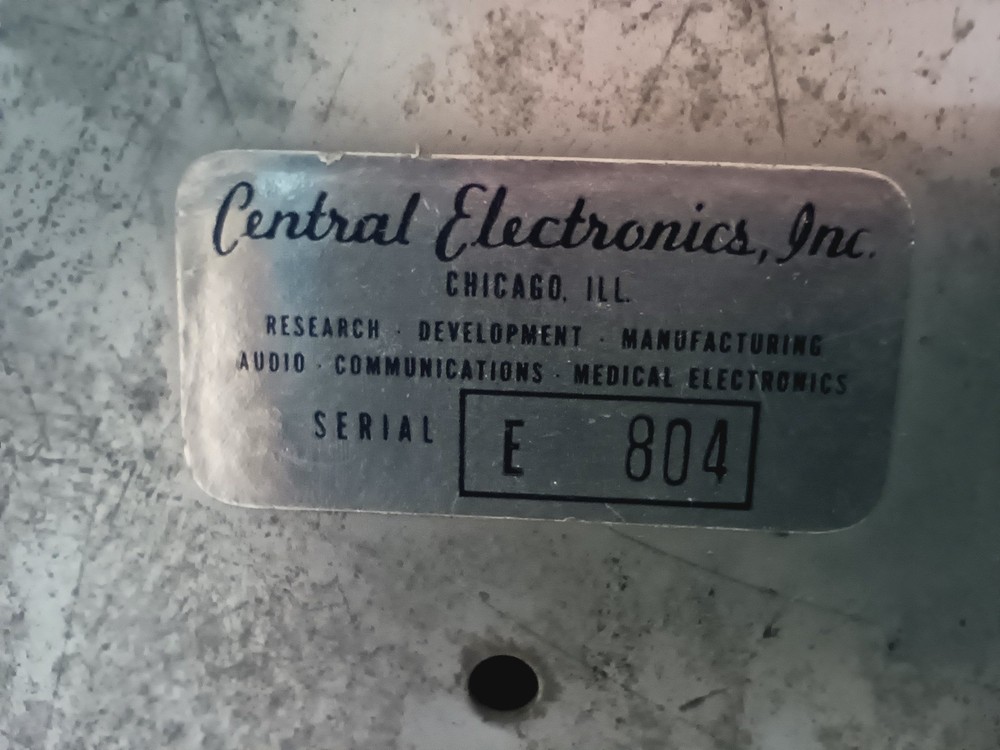 Central Electronics, Inc.
CHICAGO, ILL.
RESEARCH · DEVELOPMENT · MANUFACTURING
AUDIO · COMMUNICATIONS · MEDICAL ELECTRONICS
SERIAL E 804